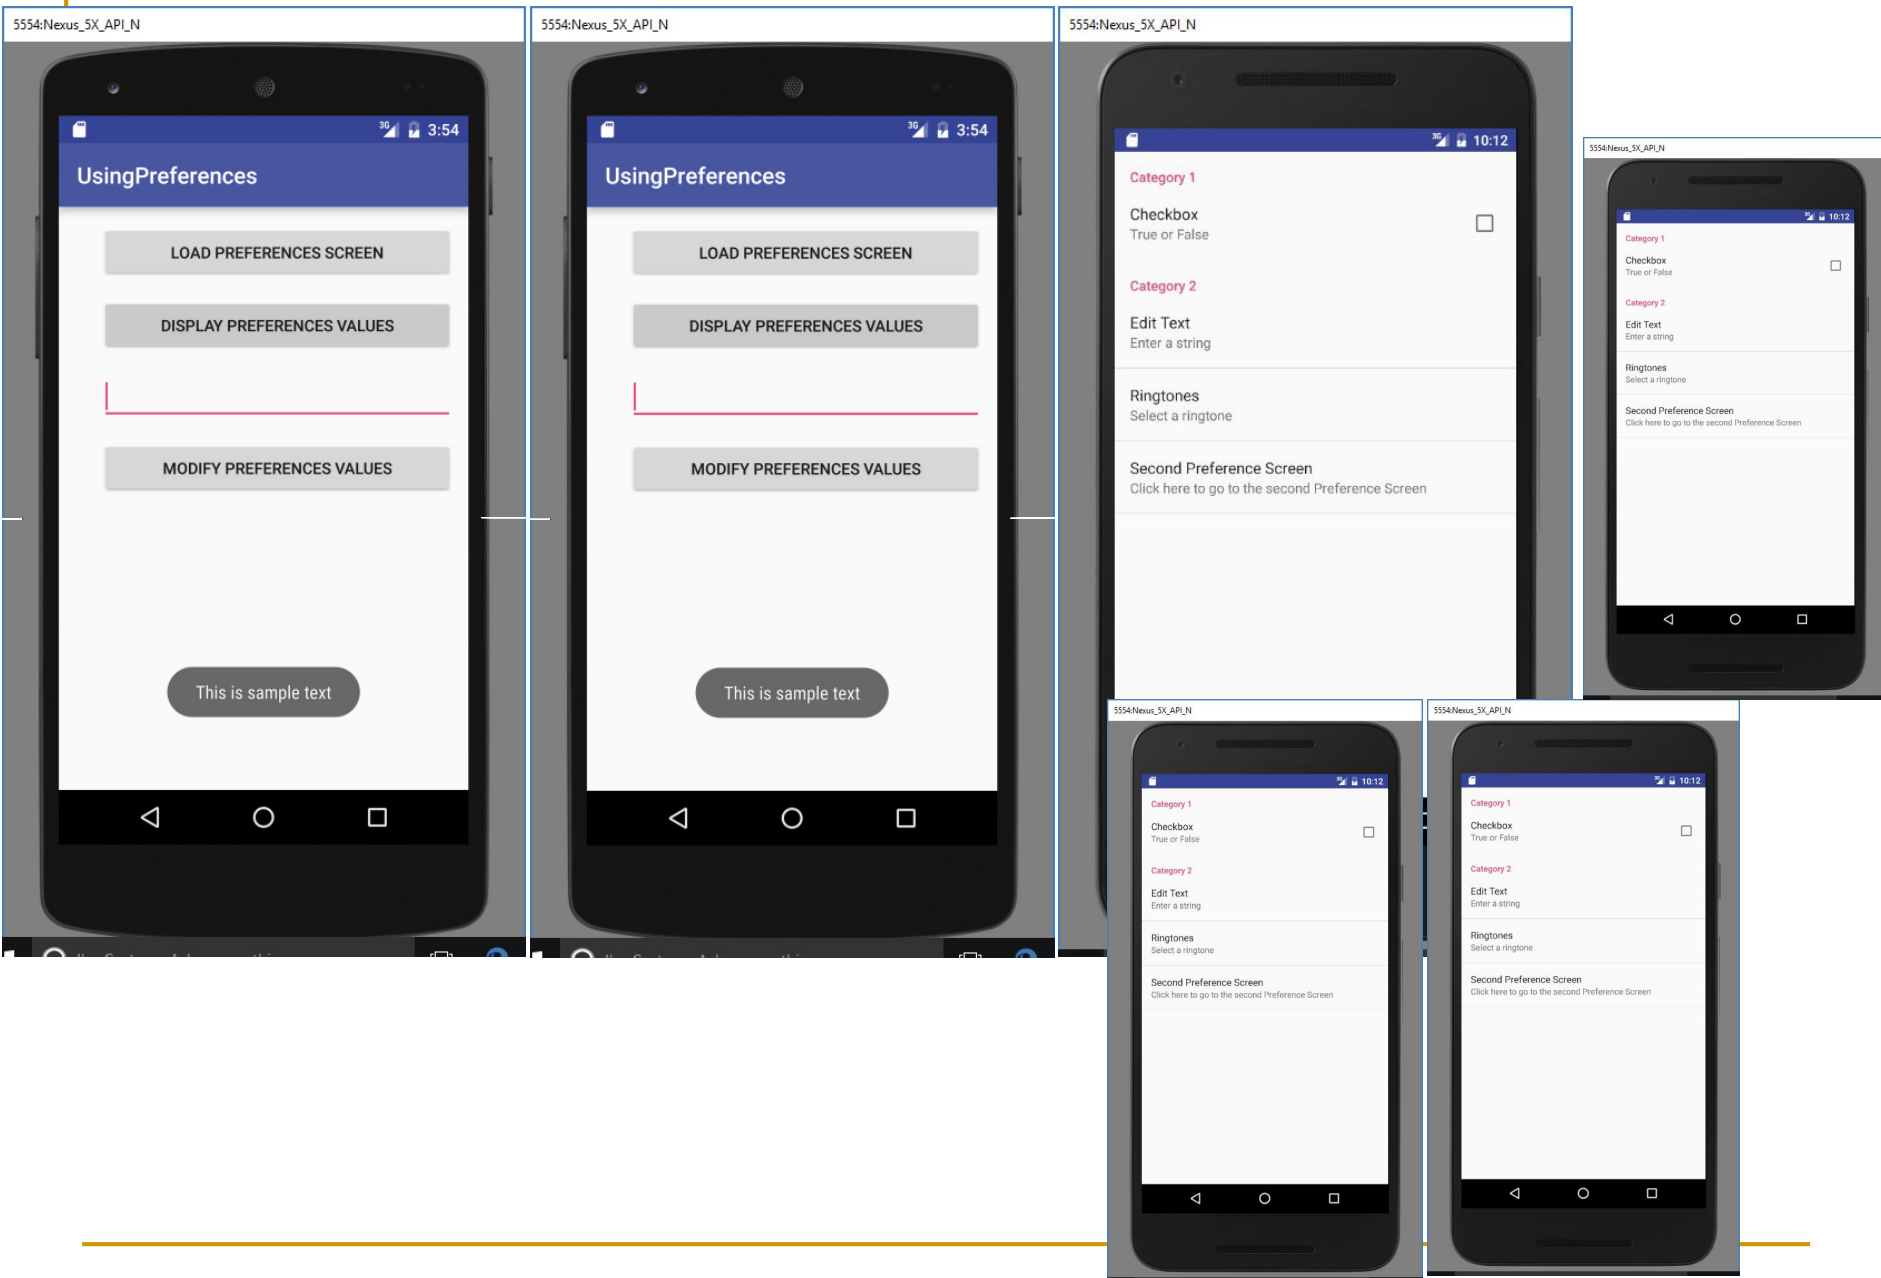 5554:Nexus_5X_API_N
3G 3:54
UsingPreferences
LOAD PREFERENCES SCREEN
DISPLAY PREFERENCES VALUES
MODIFY PREFERENCES VALUES
This is sample text
5554:Nexus_5X_API_N
3G 3:54
UsingPreferences
LOAD PREFERENCES SCREEN
DISPLAY PREFERENCES VALUES
MODIFY PREFERENCES VALUES
This is sample text
5554:Nexus_5X_API_N
3G 10:12
Category 1
Checkbox
True or False
Category 2
Edit Text
Enter a string
Ringtones
Select a ringtone
Second Preference Screen
Click here to go to the second Preference Screen
5554:Nexus_5X_API_N
3G 10:12
Category 1
Checkbox
True or False
Category 2
Edit Text
Enter a string
Ringtones
Select a ringtone
Second Preference Screen
Click here to go to the second Preference Screen
5554:Nexus_5X_API_N
3G 10:12
Category 1
Checkbox
True or False
Category 2
Edit Text
Enter a string
Ringtones
Select a ringtone
Second Preference Screen
Click here to go to the second Preference Screen
5554:Nexus_5X_API_N
3G 10:12
Category 1
Checkbox
True or False
Category 2
Edit Text
Enter a string
Ringtones
Select a ringtone
Second Preference Screen
Click here to go to the second Preference Screen